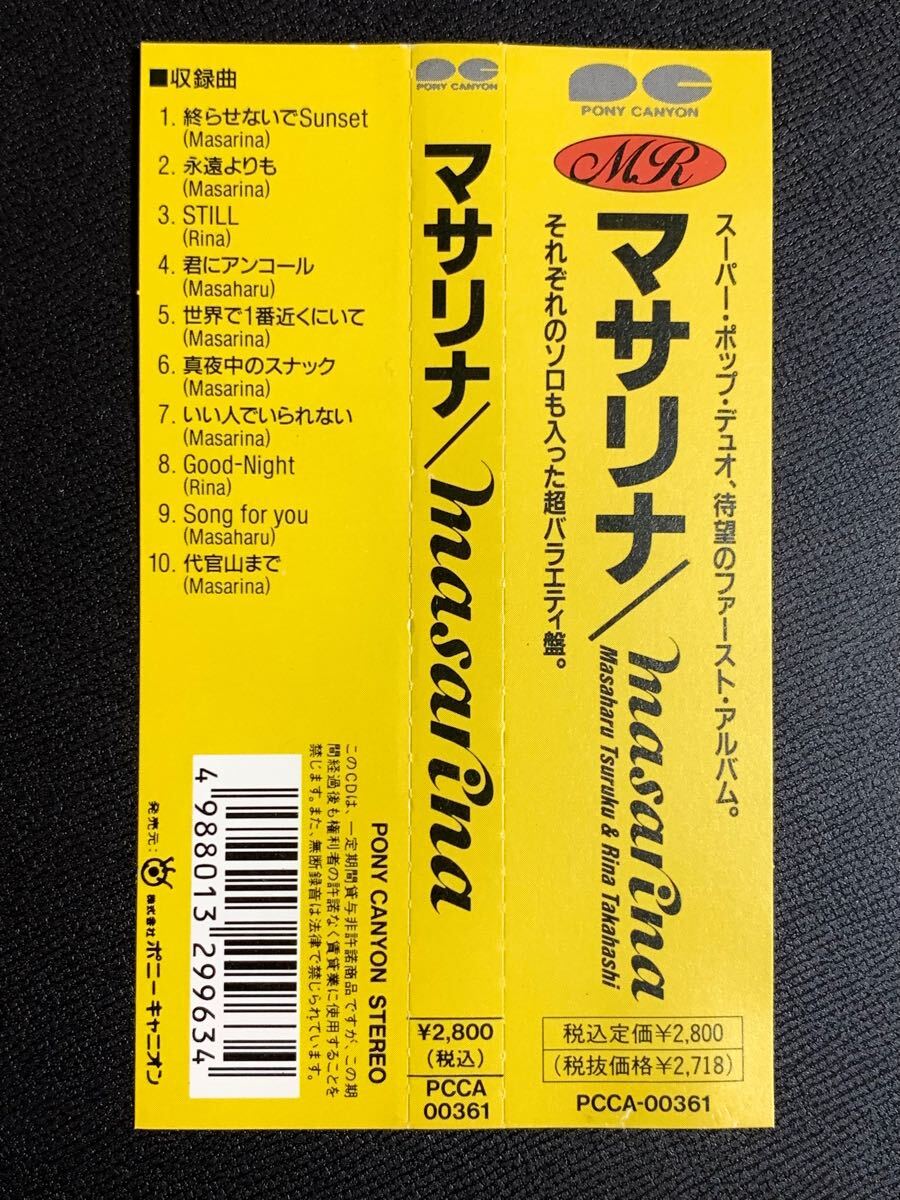 ■収録曲
1. 終らせないでSunset
(Masarina)
2. 永遠よりも
(Masarina)
3. STILL
(Rina)
4. 君にアンコール
(Masaharu)
5. 世界で1番近くにいて
(Masarina)
6. 真夜中のスナック
(Masarina)
7. いい人でいられない
(Masarina)
8. Good-Night
(Rina)
9. Song for you
(Masaharu)
10. 代官山まで
(Masarina)
PONY CANYON STEREO
このCDは、一定期間貸与非許諾商品ですが、この期
間経過後も権利者の許諾なく賃貸業に使用することを
禁じます。また、無断録音は法律で禁じられています。
4 988013 299634
発売元:株式会社ポニーキャニオン
PC
PONY CANYON
マサリナ/masarina
¥2,800
(税込)
PCCA
00361
PC
PONY CANYON
MR
スーパー・ポップ・デュオ、待望のファースト・アルバム。
マサリナ/masarina
Masaharu Tsuruku & Rina Takahashi
それぞれのソロも入った超バラエティ盤。
税込定価¥2,800
(税抜価格¥2,718)
PCCA-00361